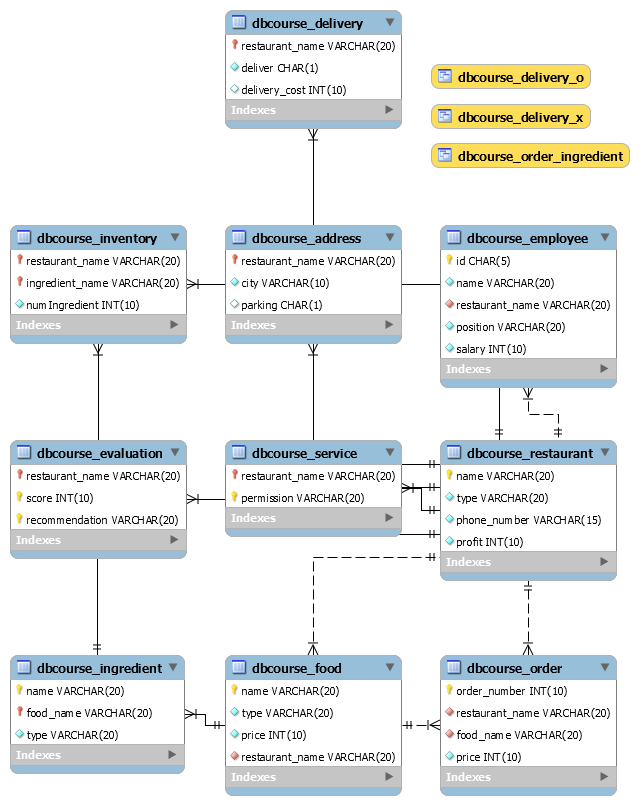 dbcourse_delivery
restaurant_name VARCHAR(20)
deliver CHAR(1)
delivery_cost INT(10)
Indexes
dbcourse_delivery_o
dbcourse_delivery_x
dbcourse_order_ingredient
dbcourse_inventory
restaurant_name VARCHAR(20)
ingredient_name VARCHAR(20)
numIngredient INT(10)
Indexes
dbcourse_address
restaurant_name VARCHAR(20)
city VARCHAR(10)
parking CHAR(1)
Indexes
dbcourse_employee
id CHAR(5)
name VARCHAR(20)
restaurant_name VARCHAR(20)
position VARCHAR(20)
salary INT(10)
Indexes
dbcourse_evaluation
restaurant_name VARCHAR(20)
score INT(10)
recommendation VARCHAR(20)
Indexes
dbcourse_service
restaurant_name VARCHAR(20)
permission VARCHAR(20)
Indexes
dbcourse_restaurant
name VARCHAR(20)
type VARCHAR(20)
phone_number VARCHAR(15)
profit INT(10)
Indexes
dbcourse_ingredient
name VARCHAR(20)
food_name VARCHAR(20)
type VARCHAR(20)
Indexes
dbcourse_food
name VARCHAR(20)
type VARCHAR(20)
price INT(10)
restaurant_name VARCHAR(20)
Indexes
dbcourse_order
order_number INT(10)
restaurant_name VARCHAR(20)
food_name VARCHAR(20)
price INT(10)
Indexes